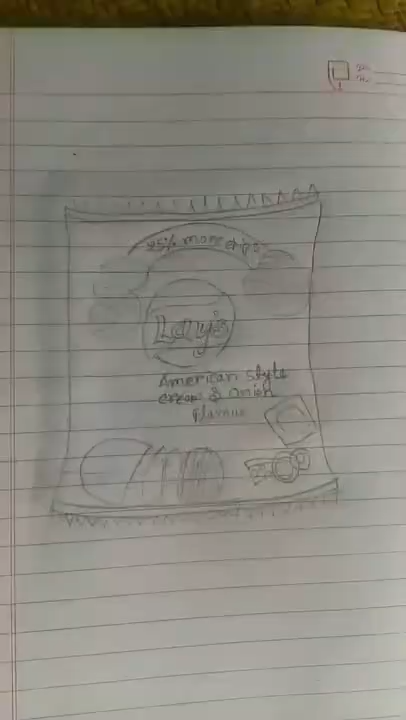 25% more chips
Lay's
American style
cream & onion
flavour